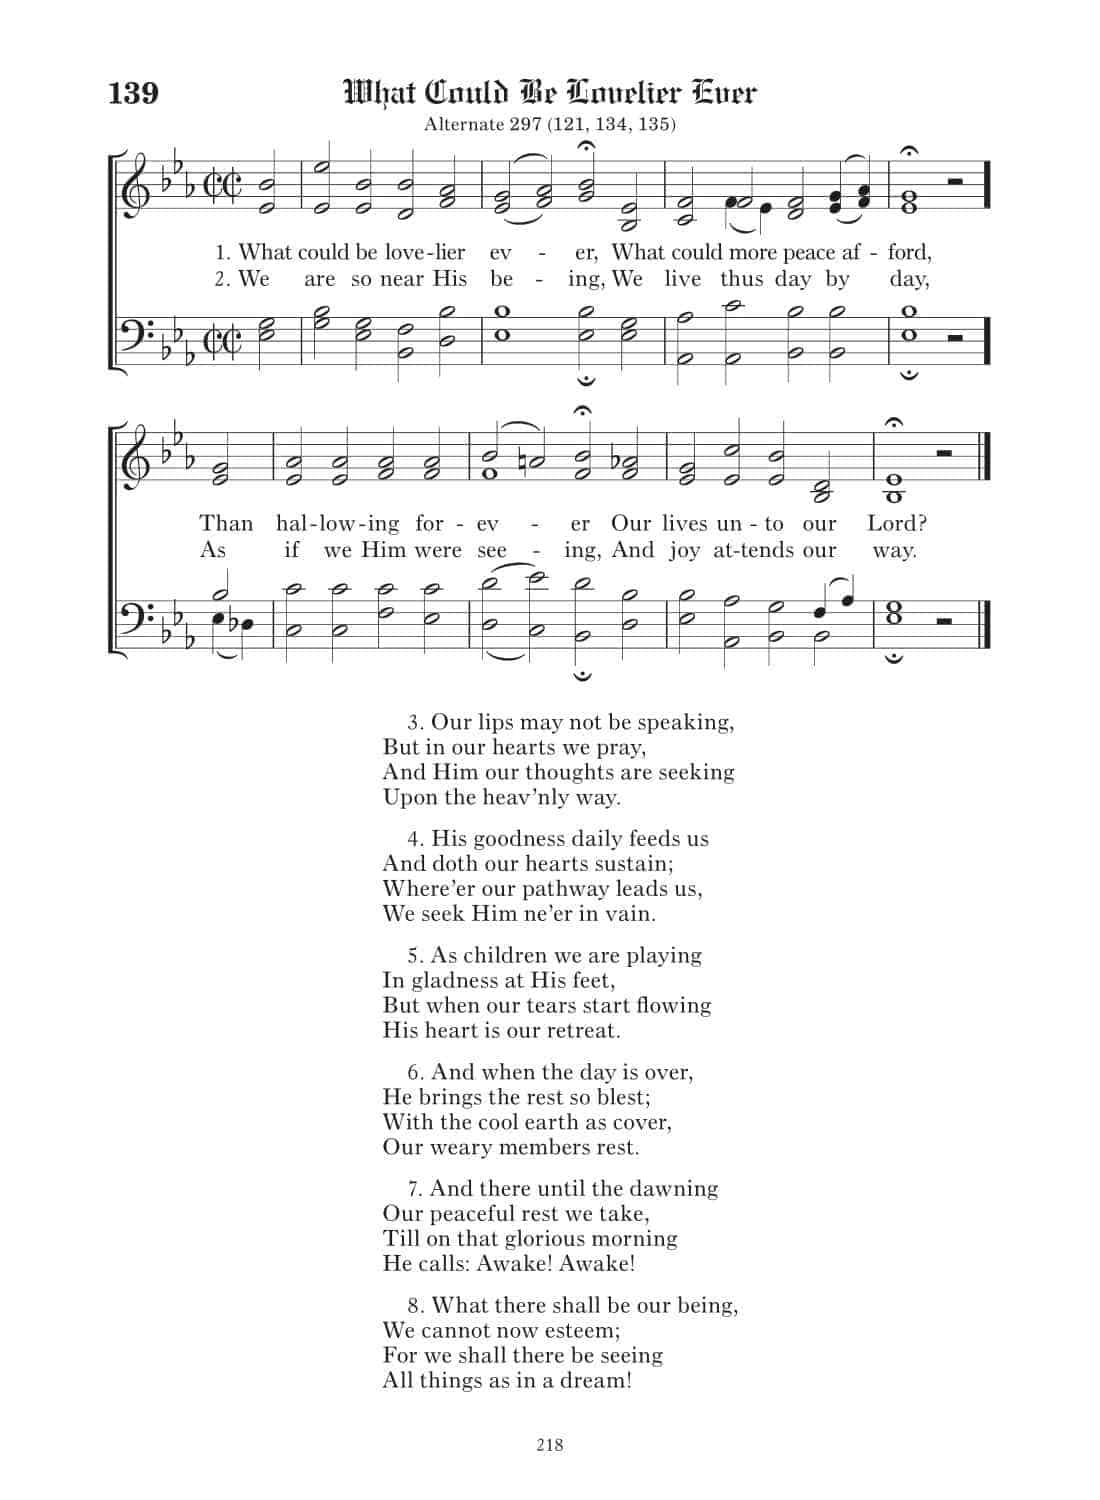 139
What Could Be Lovelier Ever
Alternate 297 (121, 134, 135)
1. What could be love-lier ev - er, What could more peace af - ford,
2. We are so near His be - ing, We live thus day by day,
Than hal-low-ing for - ev - er Our lives un - to our Lord?
As if we Him were see - ing, And joy at-tends our way.
3. Our lips may not be speaking,
But in our hearts we pray,
And Him our thoughts are seeking
Upon the heav’nly way.
4. His goodness daily feeds us
And doth our hearts sustain;
Where’er our pathway leads us,
We seek Him ne’er in vain.
5. As children we are playing
In gladness at His feet,
But when our tears start flowing
His heart is our retreat.
6. And when the day is over,
He brings the rest so blest;
With the cool earth as cover,
Our weary members rest.
7. And there until the dawning
Our peaceful rest we take,
Till on that glorious morning
He calls: Awake! Awake!
8. What there shall be our being,
We cannot now esteem;
For we shall there be seeing
All things as in a dream!
218